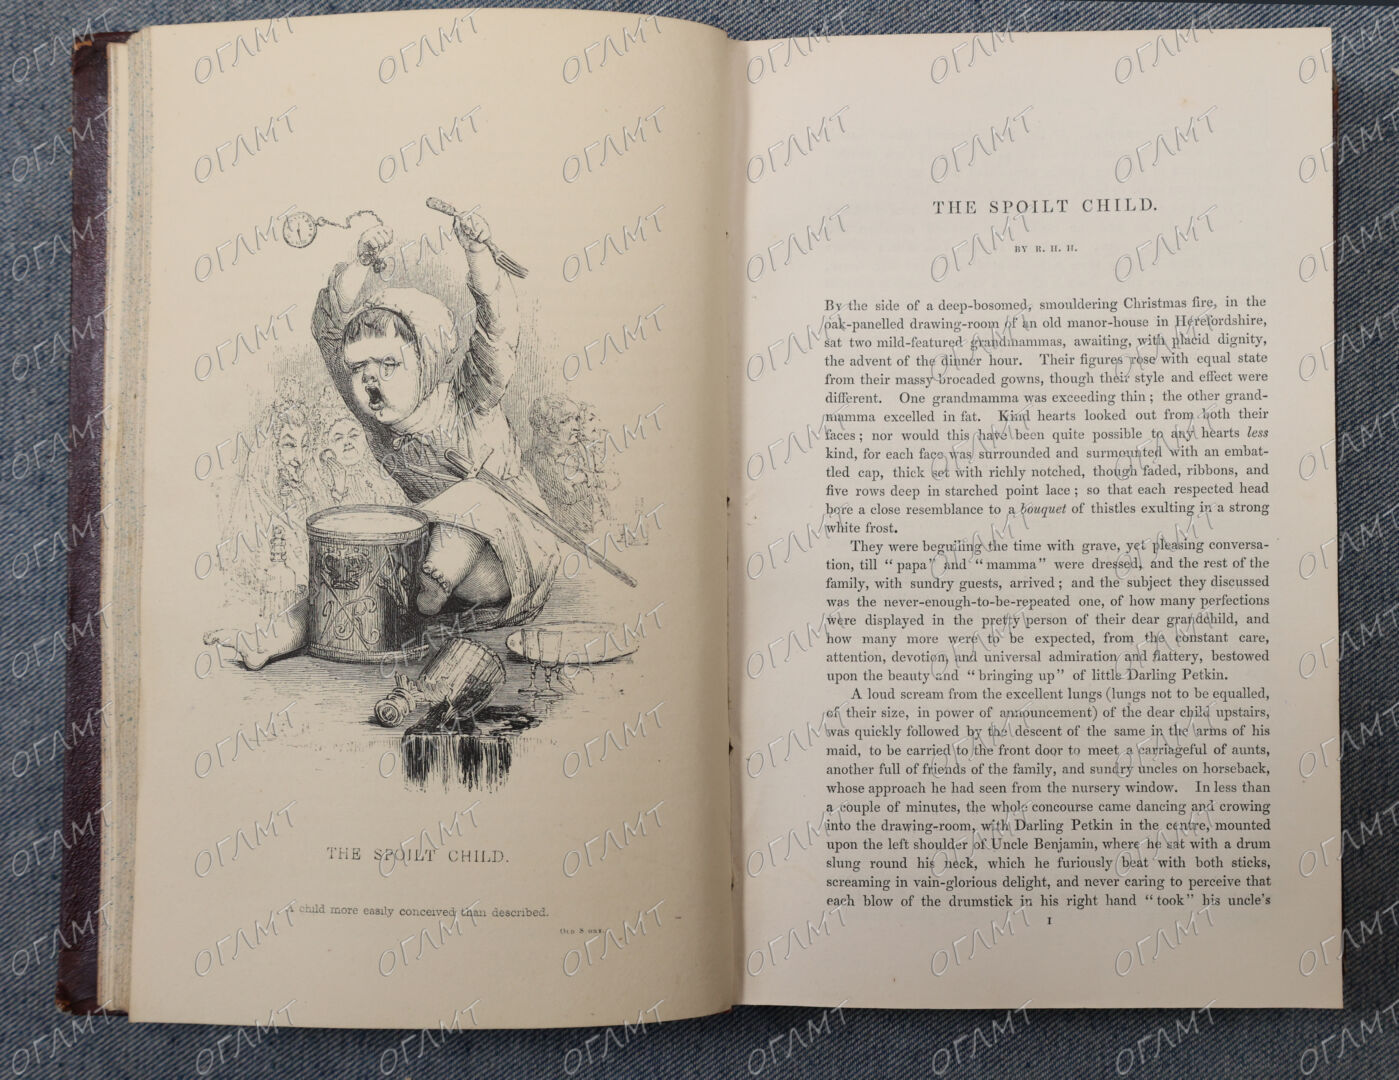 THE SPOILT CHILD.
A child more easily conceived than described.
THE SPOILT CHILD.
BY R. H. H.
By the side of a deep-bosomed, smouldering Christmas fire, in the
oak-panelled drawing-room of an old manor-house in Herefordshire,
sat two mild-featured grandmammas, awaiting, with placid dignity,
the advent of the dinner hour. Their figures rose with equal state
from their massy brocaded gowns, though their style and effect were
different. One grandmamma was exceeding thin; the other grand-
mamma excelled in fat. Kind hearts looked out from both their
faces; nor would this have been quite possible to any hearts less
kind, for each face was surrounded and surmounted with an embat-
tled cap, thick set with richly notched, though faded, ribbons, and
five rows deep in starched point lace; so that each respected head
bore a close resemblance to a bouquet of thistles exulting in a strong
white frost.
They were beguiling the time with grave, yet pleasing conversa-
tion, till "papa" and "mamma" were dressed, and the rest of the
family, with sundry guests, arrived; and the subject they discussed
was the never-enough-to-be-repeated one, of how many perfections
were displayed in the pretty person of their dear grandchild, and
how many more were to be expected, from the constant care,
attention, devotion, and universal admiration and flattery, bestowed
upon the beauty and "bringing up" of little Darling Petkin.
A loud scream from the excellent lungs (lungs not to be equalled,
of their size, in power of announcement) of the dear child upstairs,
was quickly followed by the descent of the same in the arms of his
maid, to be carried to the front door to meet a carriageful of aunts,
another full of friends of the family, and sundry uncles on horseback,
whose approach he had seen from the nursery window. In less than
a couple of minutes, the whole concourse came dancing and crowing
into the drawing-room, with Darling Petkin in the centre, mounted
upon the left shoulder of Uncle Benjamin, where he sat with a drum
slung round his neck, which he furiously beat with both sticks,
screaming in vain-glorious delight, and never caring to perceive that
each blow of the drumstick in his right hand "took" his uncle's
1
ОГЛМТ